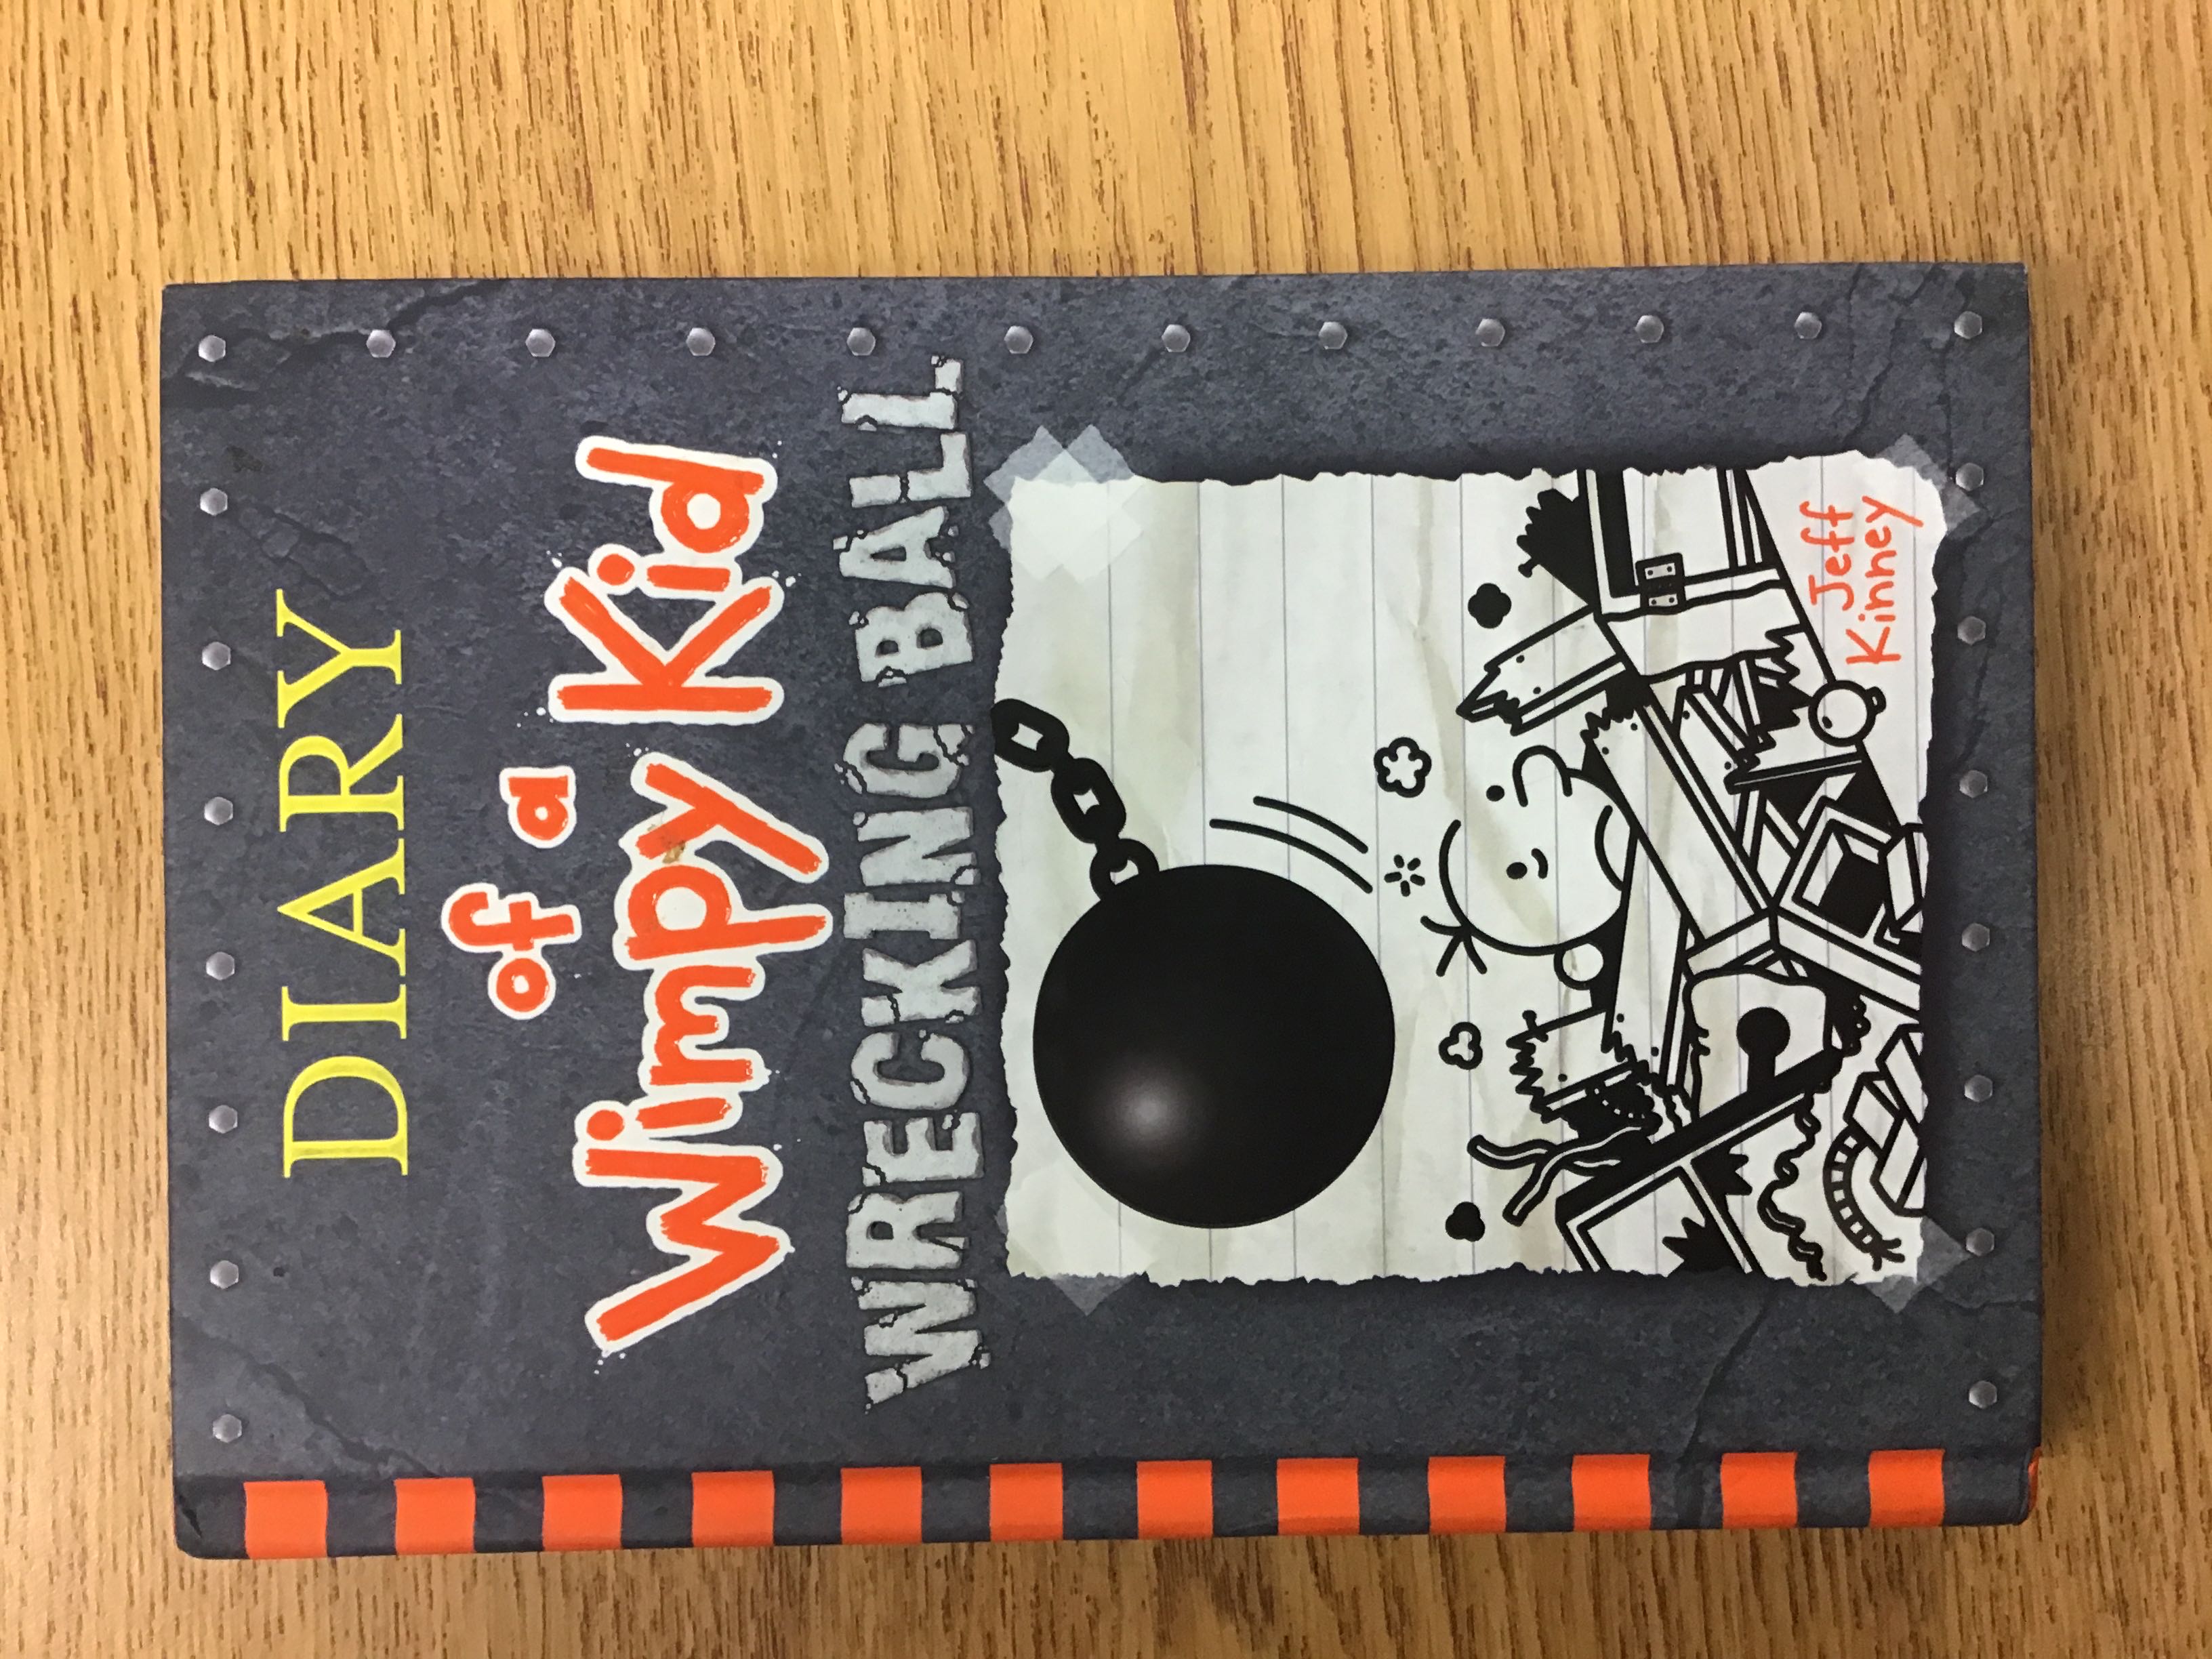 DIARY
of a
Wimpy Kid
WRECKING BALL
Jeff
Kinney